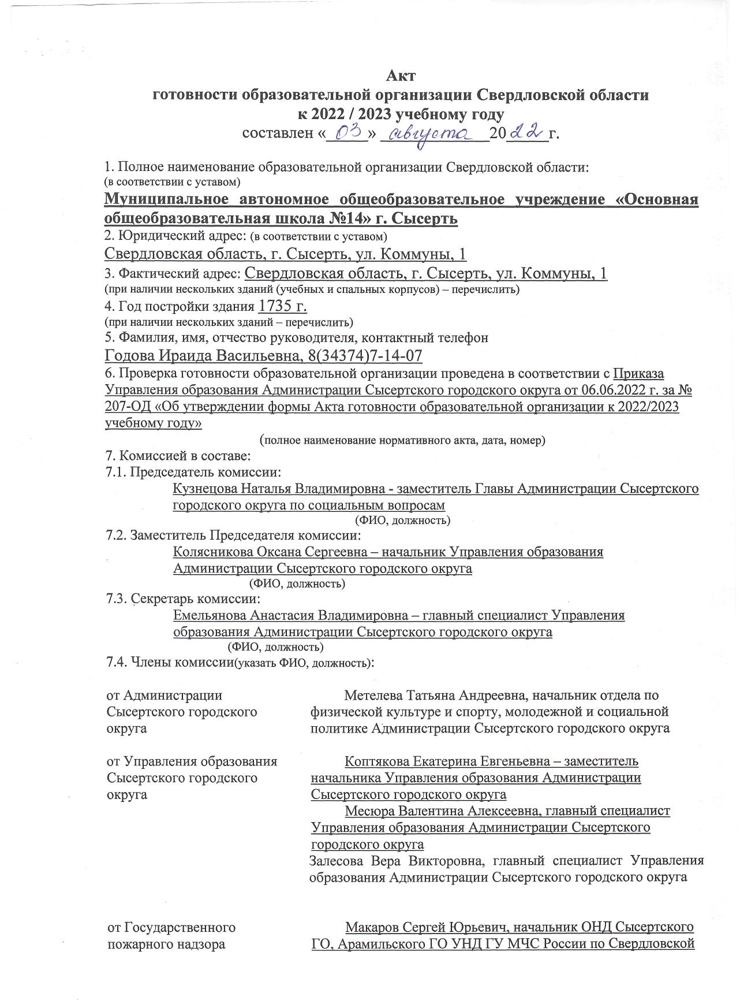 Акт
готовности образовательной организации Свердловской области
к 2022 / 2023 учебному году
составлен «03» августа 2022 г.
1. Полное наименование образовательной организации Свердловской области:
(в соответствии с уставом)
Муниципальное автономное общеобразовательное учреждение «Основная
общеобразовательная школа №14» г. Сысерть
2. Юридический адрес: (в соответствии с уставом)
Свердловская область, г. Сысерть, ул. Коммуны, 1
3. Фактический адрес: Свердловская область, г. Сысерть, ул. Коммуны, 1
(при наличии нескольких зданий (учебных и спальных корпусов) – перечислить)
4. Год постройки здания 1735 г.
(при наличии нескольких зданий – перечислить)
5. Фамилия, имя, отчество руководителя, контактный телефон
Годова Ираида Васильевна, 8(34374)7-14-07
6. Проверка готовности образовательной организации проведена в соответствии с Приказа
Управления образования Администрации Сысертского городского округа от 06.06.2022 г. за №
207-ОД «Об утверждении формы Акта готовности образовательной организации к 2022/2023
учебному году»
(полное наименование нормативного акта, дата, номер)
7. Комиссией в составе:
7.1. Председатель комиссии:
Кузнецова Наталья Владимировна - заместитель Главы Администрации Сысертского
городского округа по социальным вопросам
(ФИО, должность)
7.2. Заместитель Председателя комиссии:
Колясникова Оксана Сергеевна – начальник Управления образования
Администрации Сысертского городского округа
(ФИО, должность)
7.3. Секретарь комиссии:
Емельянова Анастасия Владимировна – главный специалист Управления
образования Администрации Сысертского городского округа
(ФИО, должность)
7.4. Члены комиссии(указать ФИО, должность):
от Администрации
Сысертского городского
округа
Метелева Татьяна Андреевна, начальник отдела по
физической культуре и спорту, молодежной и социальной
политике Администрации Сысертского городского округа
от Управления образования
Сысертского городского
округа
Коптякова Екатерина Евгеньевна – заместитель
начальника Управления образования Администрации
Сысертского городского округа
Месюра Валентина Алексеевна, главный специалист
Управления образования Администрации Сысертского
городского округа
Залесова Вера Викторовна, главный специалист Управления
образования Администрации Сысертского городского округа
от Государственного
пожарного надзора
Макаров Сергей Юрьевич, начальник ОНД Сысертского
ГО, Арамильского ГО УНД ГУ МЧС России по Свердловской